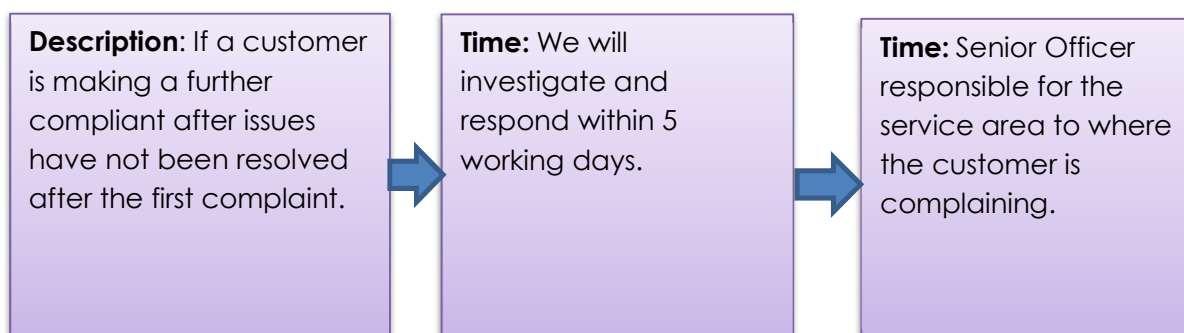 Description: If a customer
is making a further
compliant after issues
have not been resolved
after the first complaint.
Time: We will
investigate and
respond within 5
working days.
Time: Senior Officer
responsible for the
service area to where
the customer is
complaining.